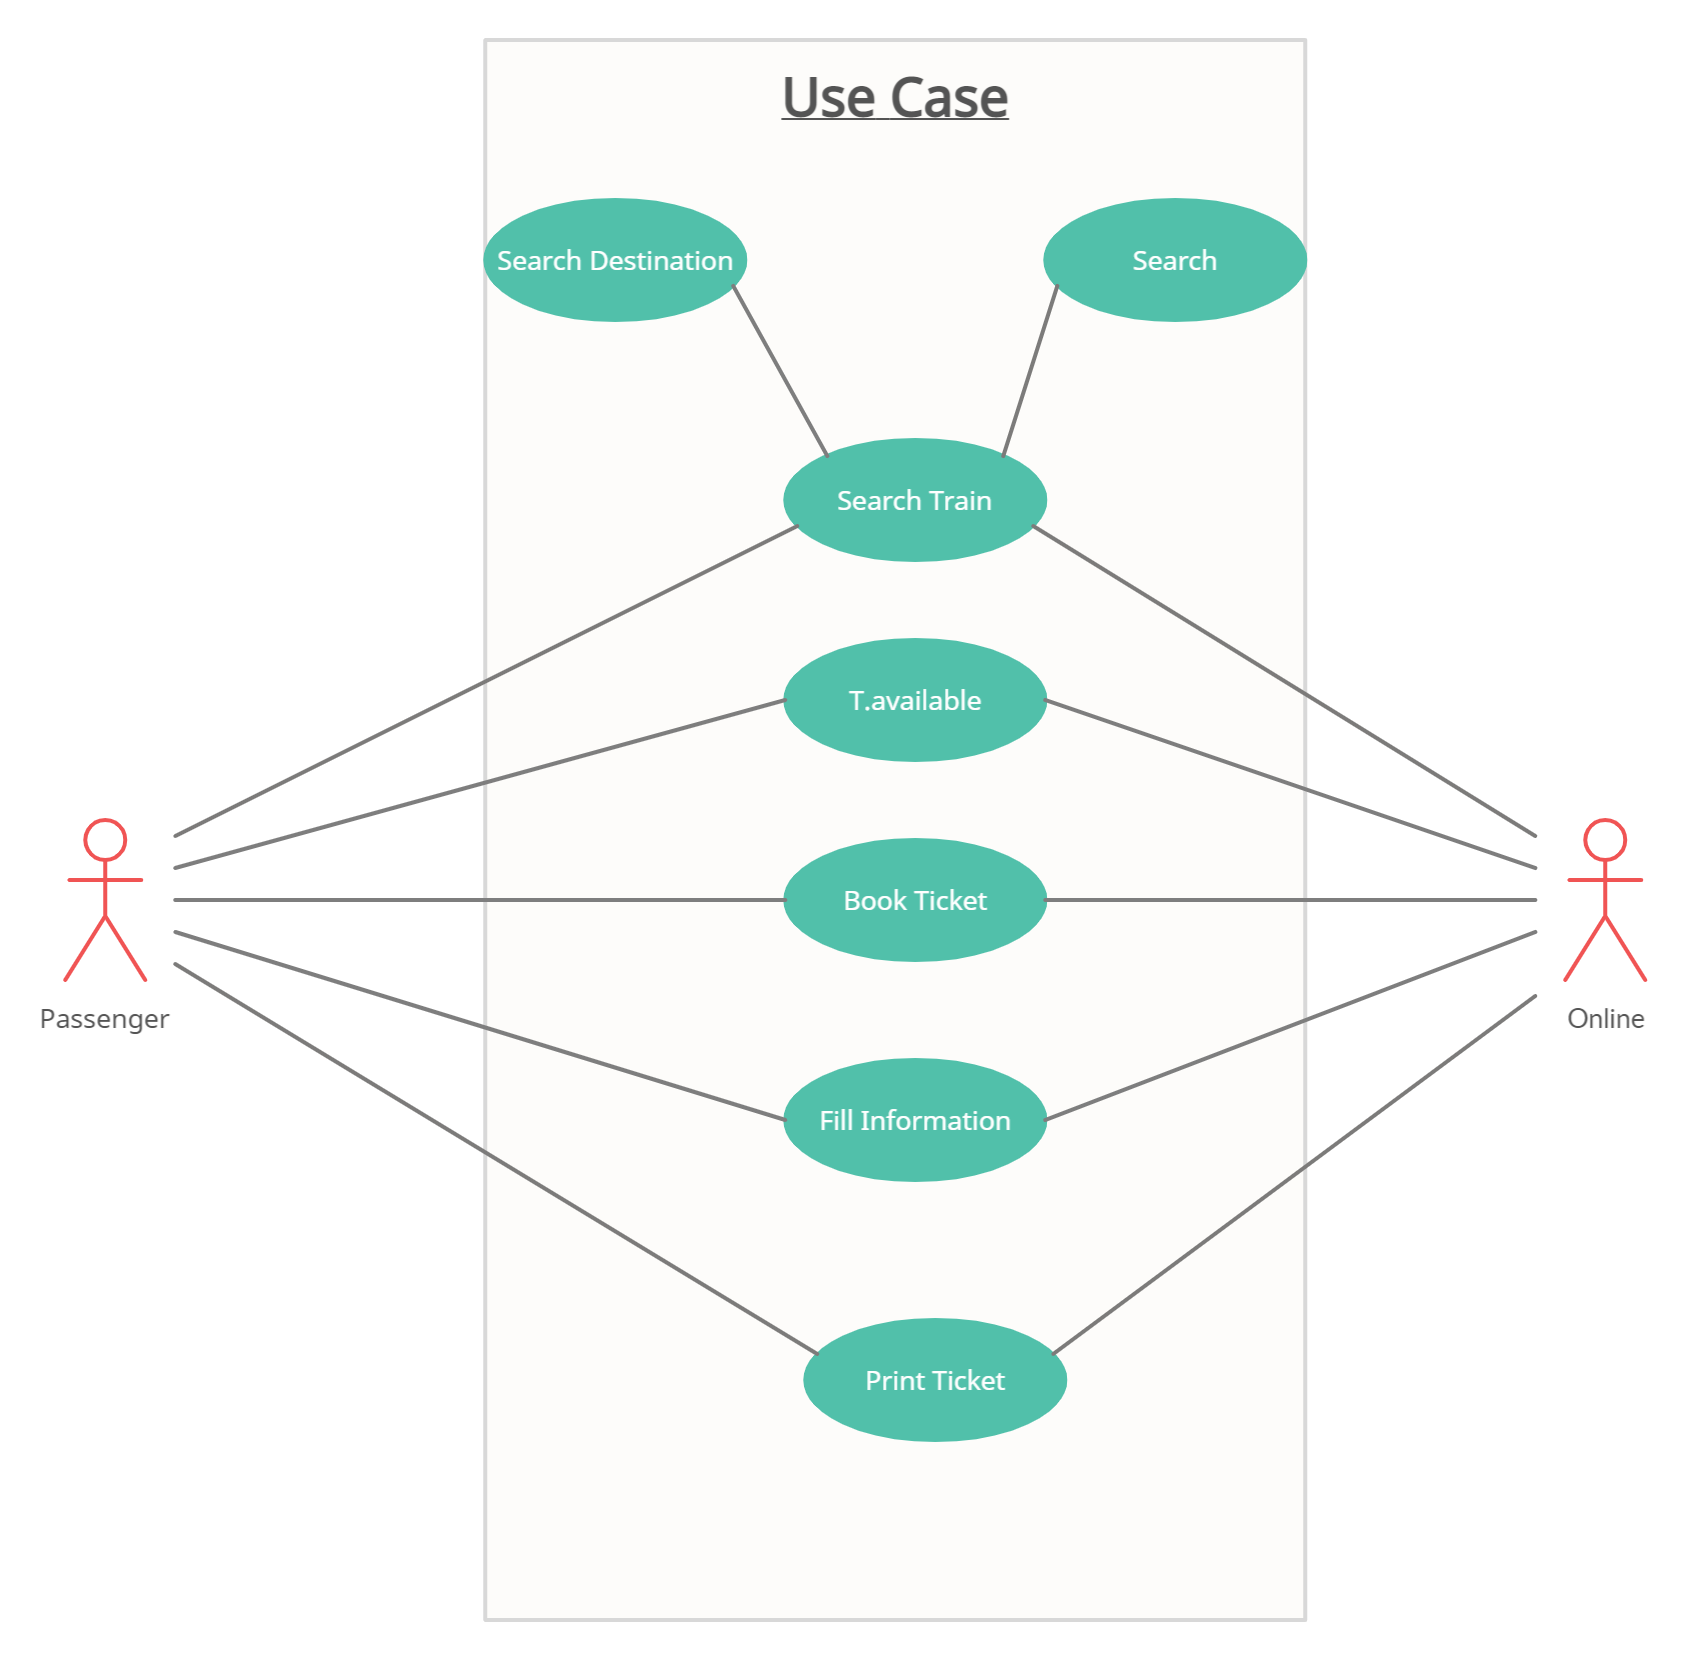 Use Case
Search Destination
Search
Search Train
T.available
Book Ticket
Passenger
Online
Fill Information
Print Ticket